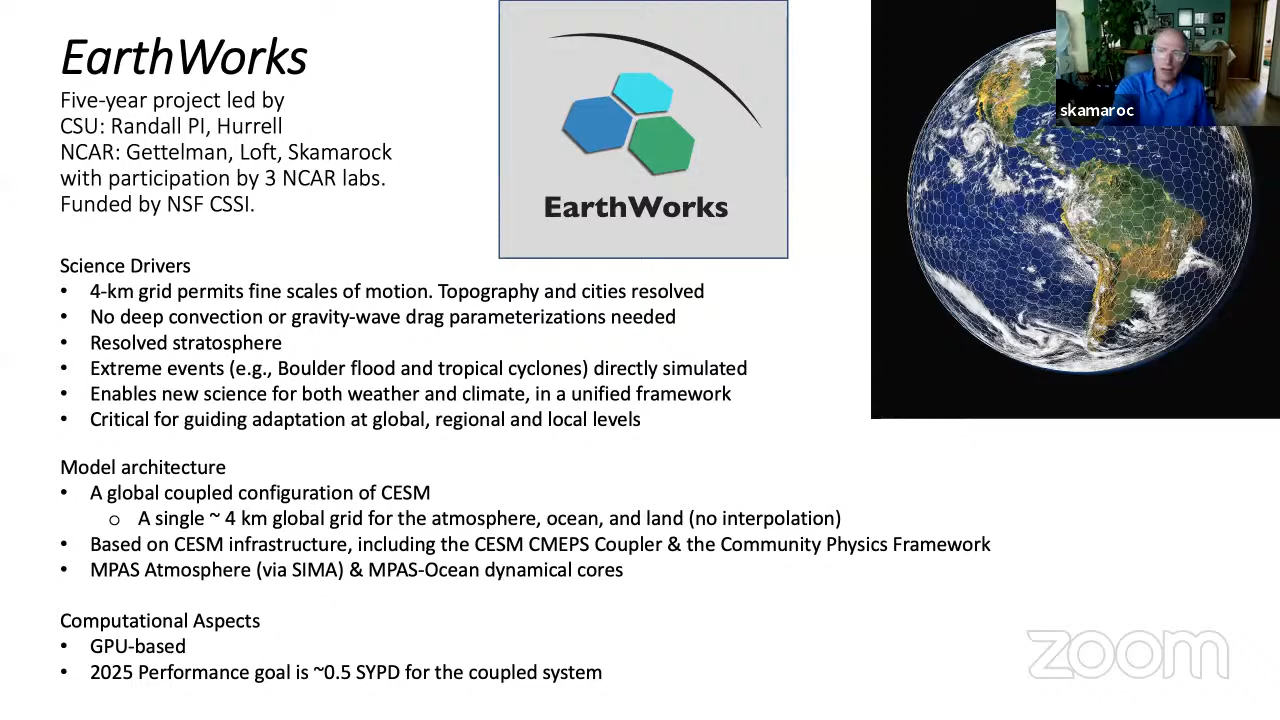 EarthWorks
Five-year project led by
CSU: Randall PI, Hurrell
NCAR: Gettelman, Loft, Skamarock
with participation by 3 NCAR labs.
Funded by NSF CSSI.
EarthWorks
skamaroc
Science Drivers
• 4-km grid permits fine scales of motion. Topography and cities resolved
• No deep convection or gravity-wave drag parameterizations needed
• Resolved stratosphere
• Extreme events (e.g., Boulder flood and tropical cyclones) directly simulated
• Enables new science for both weather and climate, in a unified framework
• Critical for guiding adaptation at global, regional and local levels
Model architecture
• A global coupled configuration of CESM
o A single ~ 4 km global grid for the atmosphere, ocean, and land (no interpolation)
• Based on CESM infrastructure, including the CESM CMEPS Coupler & the Community Physics Framework
• MPAS Atmosphere (via SIMA) & MPAS-Ocean dynamical cores
Computational Aspects
• GPU-based
• 2025 Performance goal is ~0.5 SYPD for the coupled system
zoom